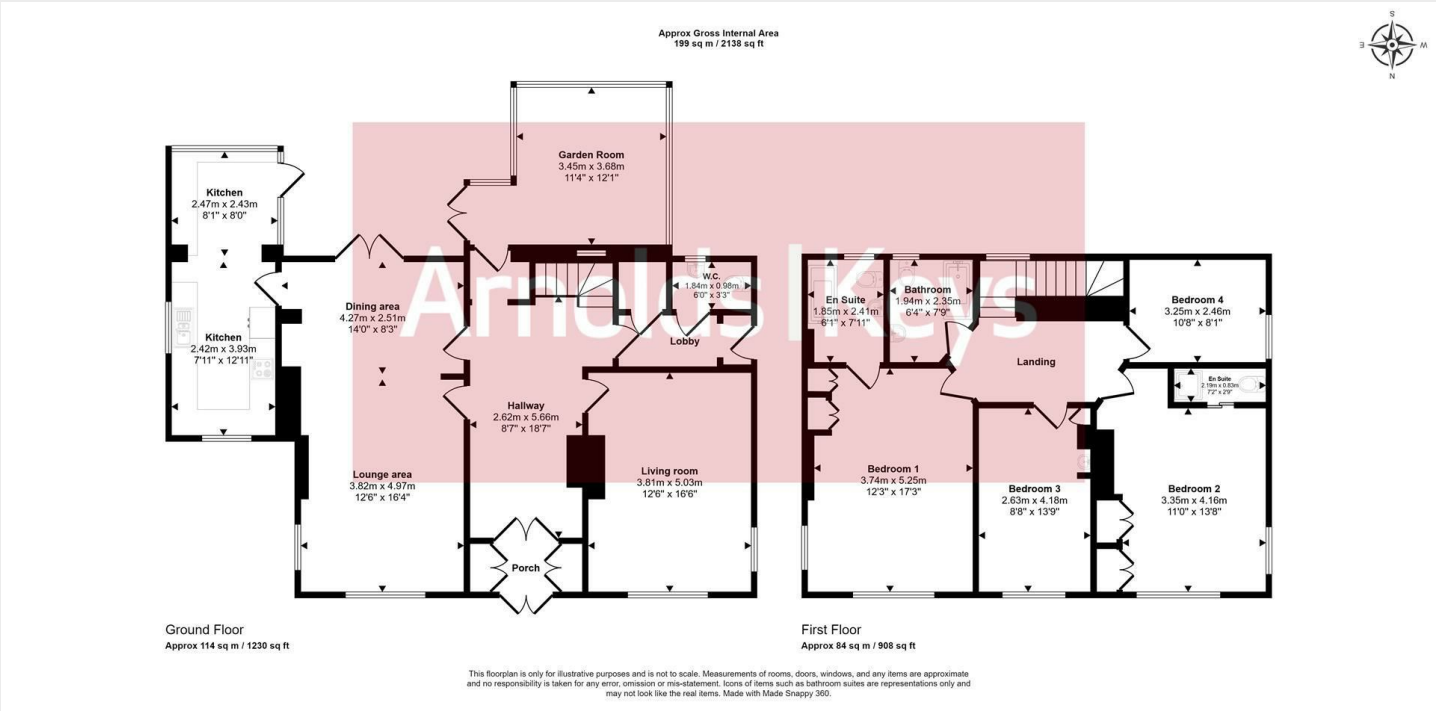 Approx Gross Internal Area
199 sq m / 2138 sq ft
S
E
W
N
Garden Room
3.45m x 3.68m
11'4" x 12'1"
Kitchen
2.47m x 2.43m
8'1" x 8'0"
Dining area
4.27m x 2.51m
14'0" x 8'3"
Kitchen
2.42m x 3.93m
7'11" x 12'11"
W.C.
1.84m x 0.98m
6'0" x 3'3"
Lobby
Hallway
2.62m x 5.66m
8'7" x 18'7"
Lounge area
3.82m x 4.97m
12'6" x 16'4"
Living room
3.81m x 5.03m
12'6" x 16'6"
Porch
En Suite
1.85m x 2.41m
6'1" x 7'11"
Bathroom
1.94m x 2.35m
6'4" x 7'9"
Bedroom 4
3.25m x 2.46m
10'8" x 8'1"
Landing
En Suite
2.19m x 0.83m
7'2" x 2'9"
Bedroom 1
3.74m x 5.25m
12'3" x 17'3"
Bedroom 3
2.63m x 4.18m
8'8" x 13'9"
Bedroom 2
3.35m x 4.16m
11'0" x 13'8"
Arnolds|Keys
Ground Floor
Approx 114 sq m / 1230 sq ft
First Floor
Approx 84 sq m / 908 sq ft
This floorplan is only for illustrative purposes and is not to scale. Measurements of rooms, doors, windows, and any items are approximate
and no responsibility is taken for any error, omission or mis-statement. Icons of items such as bathroom suites are representations only and
may not look like the real items. Made with Made Snappy 360.